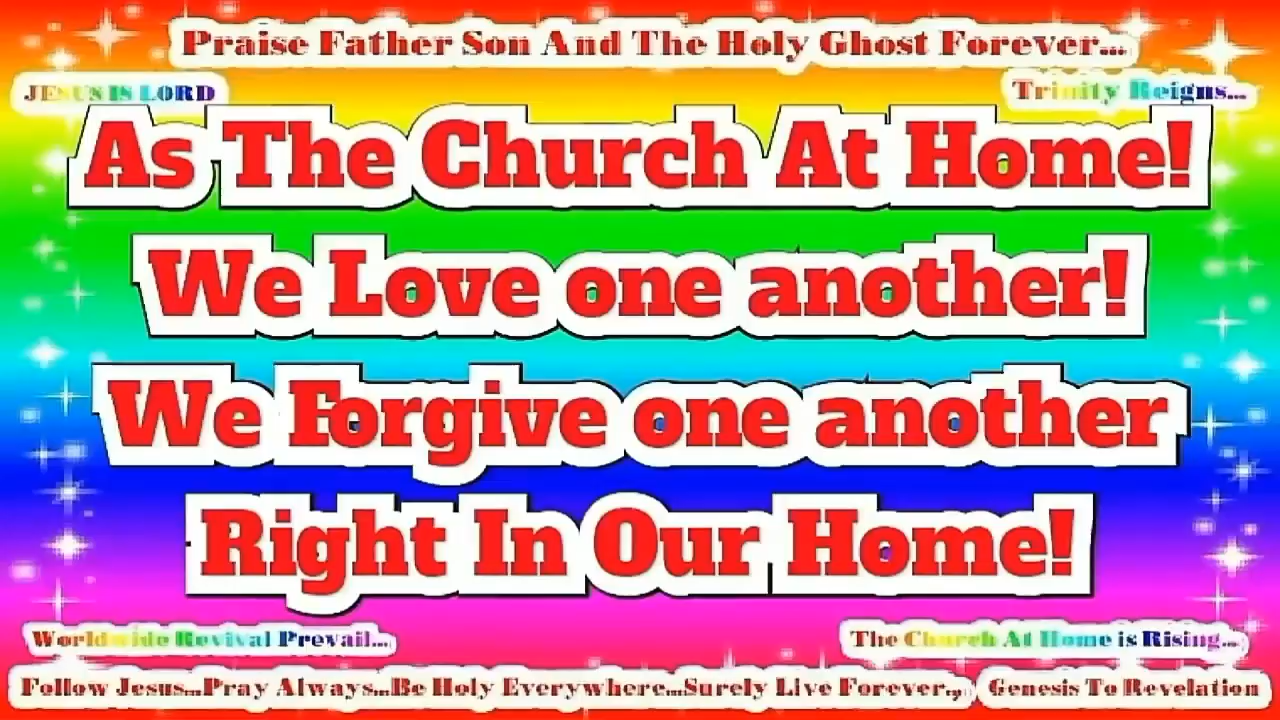 Praise Father Son And The Holy Ghost Forever...
JESUS IS LORD
Trinity Reigns...
As The Church At Home!
We Love one another!
We Forgive one another
Right In Our Home!
Worldwide Revival Prevail...
The Church At Home is Rising...
Follow Jesus...Pray Always...Be Holy Everywhere...Surely Live Forever.., Genesis To Revelation